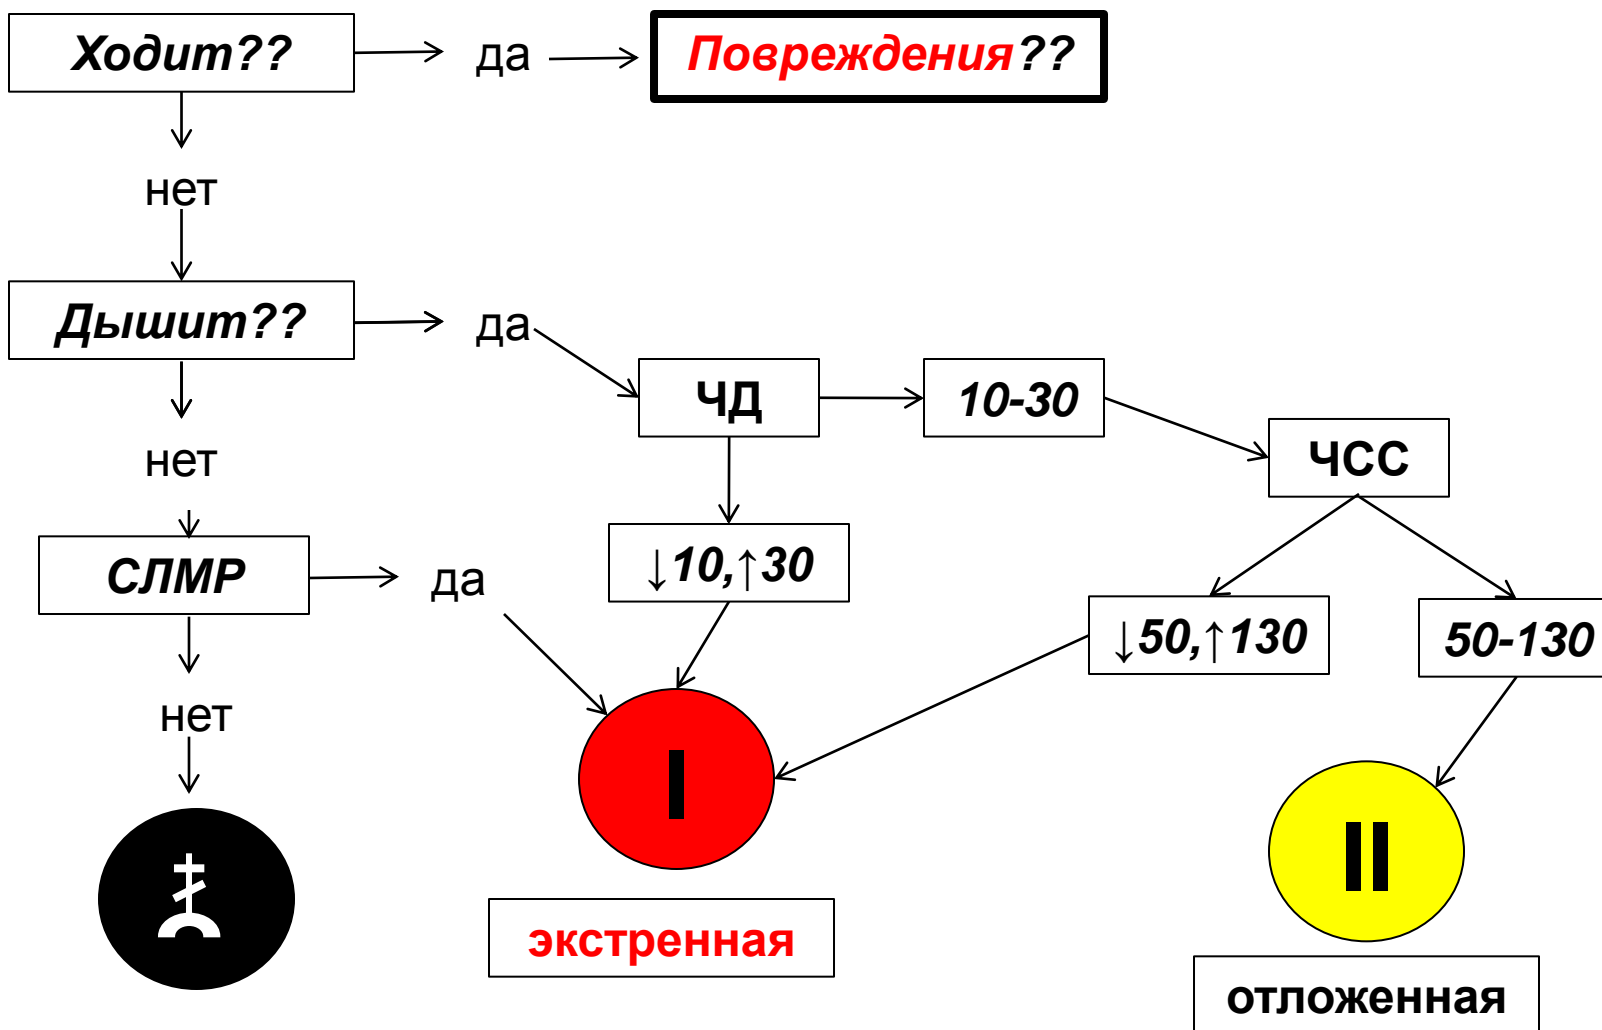 Ходит??
да
Повреждения??
нет
Дышит??
да
ЧД
10-30
ЧСС
нет
СЛМР
да
↓10,↑30
↓50,↑130
50-130
нет
I
II
экстренная
отложенная